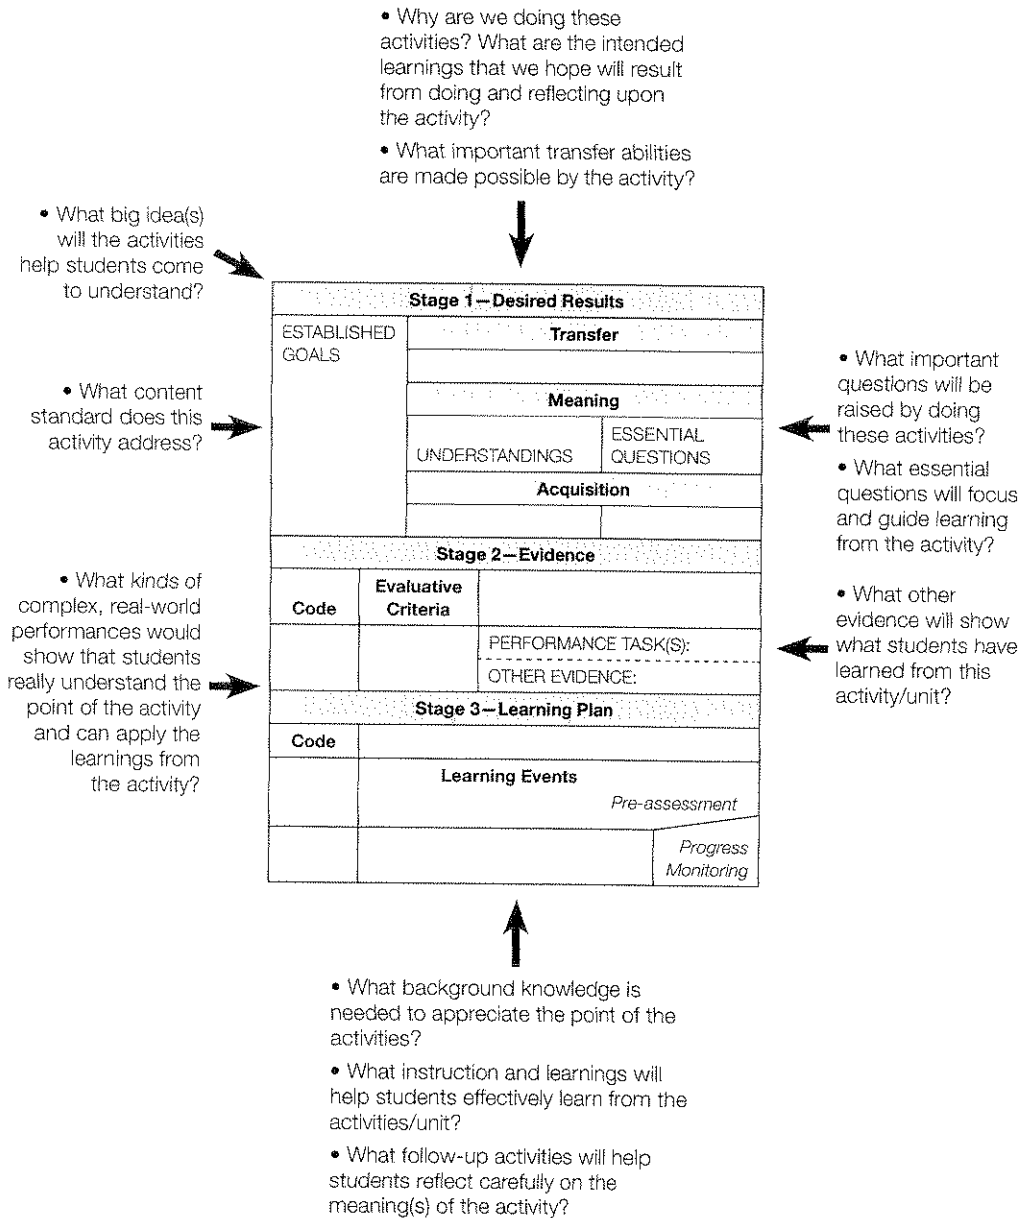 • Why are we doing these
activities? What are the intended
learnings that we hope will result
from doing and reflecting upon
the activity?
• What important transfer abilities
are made possible by the activity?
• What big idea(s)
will the activities
help students come
to understand?
• What content
standard does this
activity address?
Stage 1—Desired Results
ESTABLISHED
GOALS
Transfer
Meaning
UNDERSTANDINGS
ESSENTIAL
QUESTIONS
Acquisition
• What important
questions will be
raised by doing
these activities?
• What essential
questions will focus
and guide learning
from the activity?
• What kinds of
complex, real-world
performances would
show that students
really understand the
point of the activity
and can apply the
learnings from
the activity?
Stage 2—Evidence
Code
Evaluative
Criteria
PERFORMANCE TASK(S):
OTHER EVIDENCE:
• What other
evidence will show
what students have
learned from this
activity/unit?
Stage 3—Learning Plan
Code
Learning Events
Pre-assessment
Progress
Monitoring
• What background knowledge is
needed to appreciate the point of the
activities?
• What instruction and learnings will
help students effectively learn from the
activities/unit?
• What follow-up activities will help
students reflect carefully on the
meaning(s) of the activity?